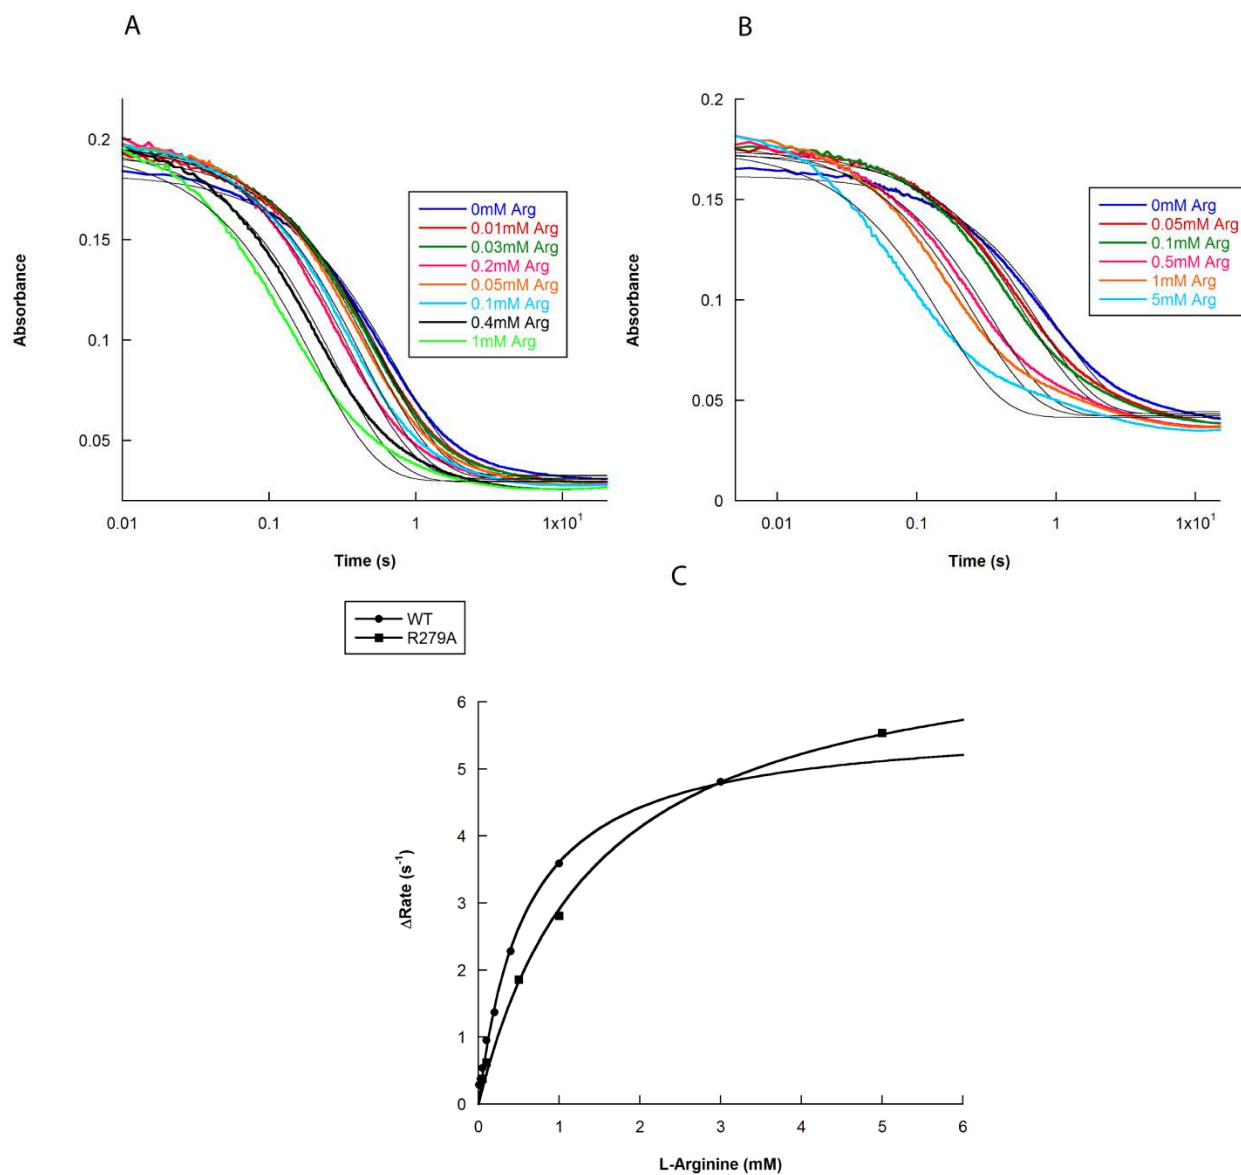 A
B
0.2
0.15
0.1
0.05
Absorbance
0mM Arg
0.01mM Arg
0.03mM Arg
0.2mM Arg
0.05mM Arg
0.1mM Arg
0.4mM Arg
1mM Arg
0.01
0.1
1
1x10¹
Time (s)
0.2
0.15
0.1
0.05
0
Absorbance
0mM Arg
0.05mM Arg
0.1mM Arg
0.5mM Arg
1mM Arg
5mM Arg
0.01
0.1
1
1x10¹
Time (s)
C
WT
R279A
6
5
4
3
2
1
0
ΔRate (s⁻¹)
0
1
2
3
4
5
6
L-Arginine (mM)